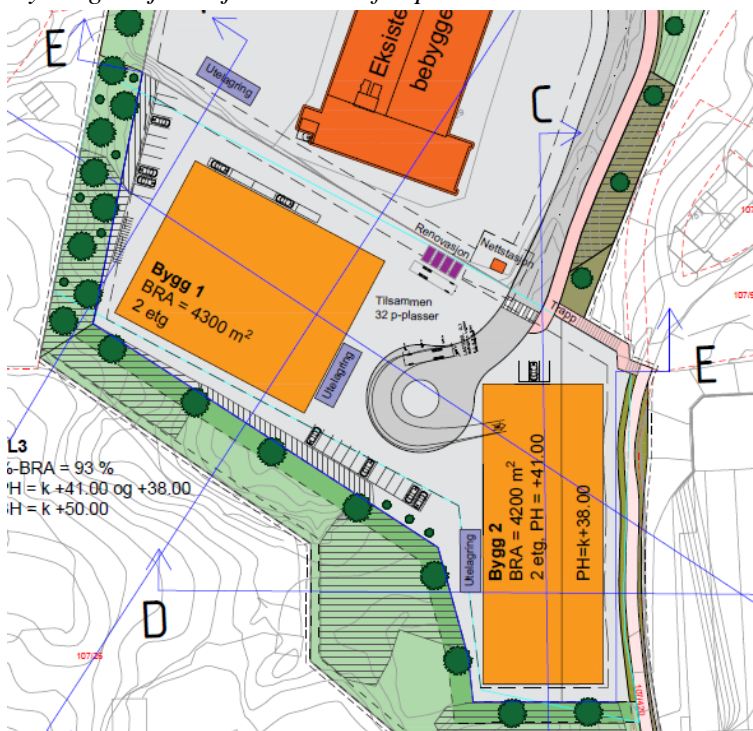 E
Utelagring
Eksiste
bebygge
C
Renovasjon
Nettstasjon
Bygg 1
BRA = 4300 m²
2 etg
Tilsammen
32 p-plasser
Trapp
Utelagring
E
L3
%-BRA = 93 %
PH = k +41.00 og +38.00
GH = k +50.00
Bygg 2
BRA = 4200 m²
2 etg, PH = +41.00
PH=k+38.00
Utelagring
D
107/25